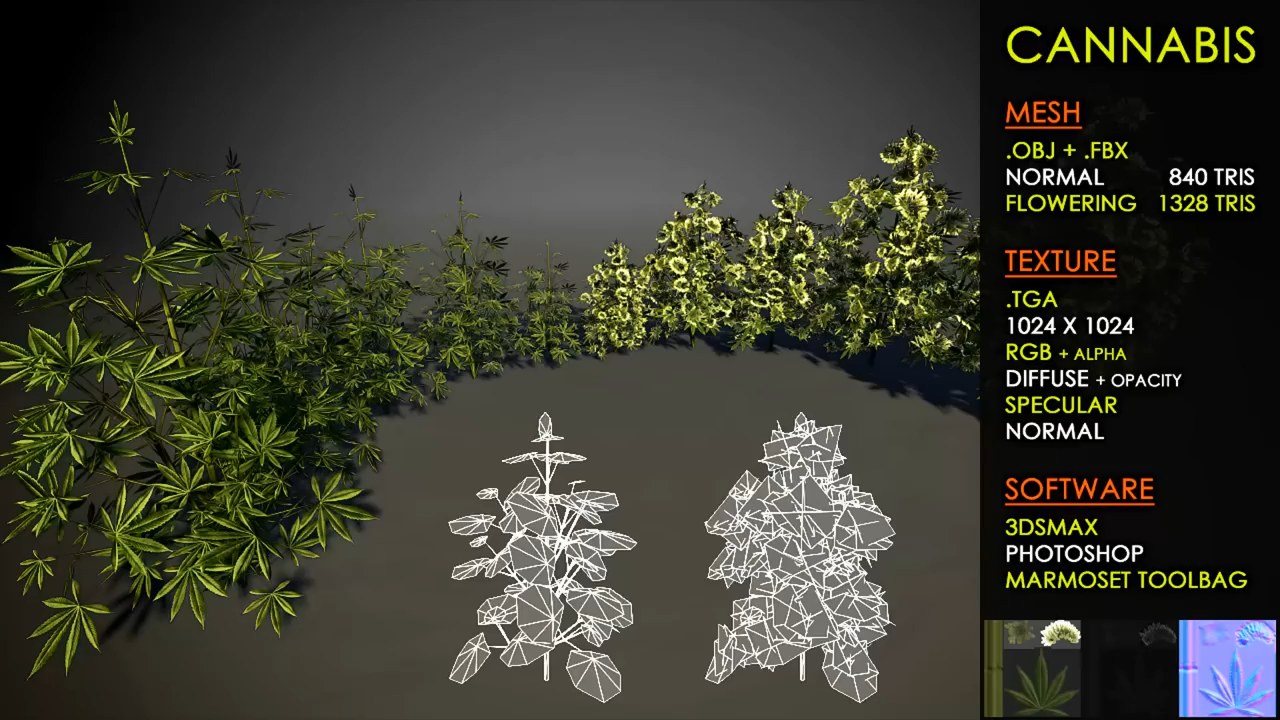 CANNABIS
MESH
.OBJ + .FBX
NORMAL 840 TRIS
FLOWERING 1328 TRIS
TEXTURE
.TGA
1024 X 1024
RGB + ALPHA
DIFFUSE + OPACITY
SPECULAR
NORMAL
SOFTWARE
3DSMAX
PHOTOSHOP
MARMOSET TOOLBAG